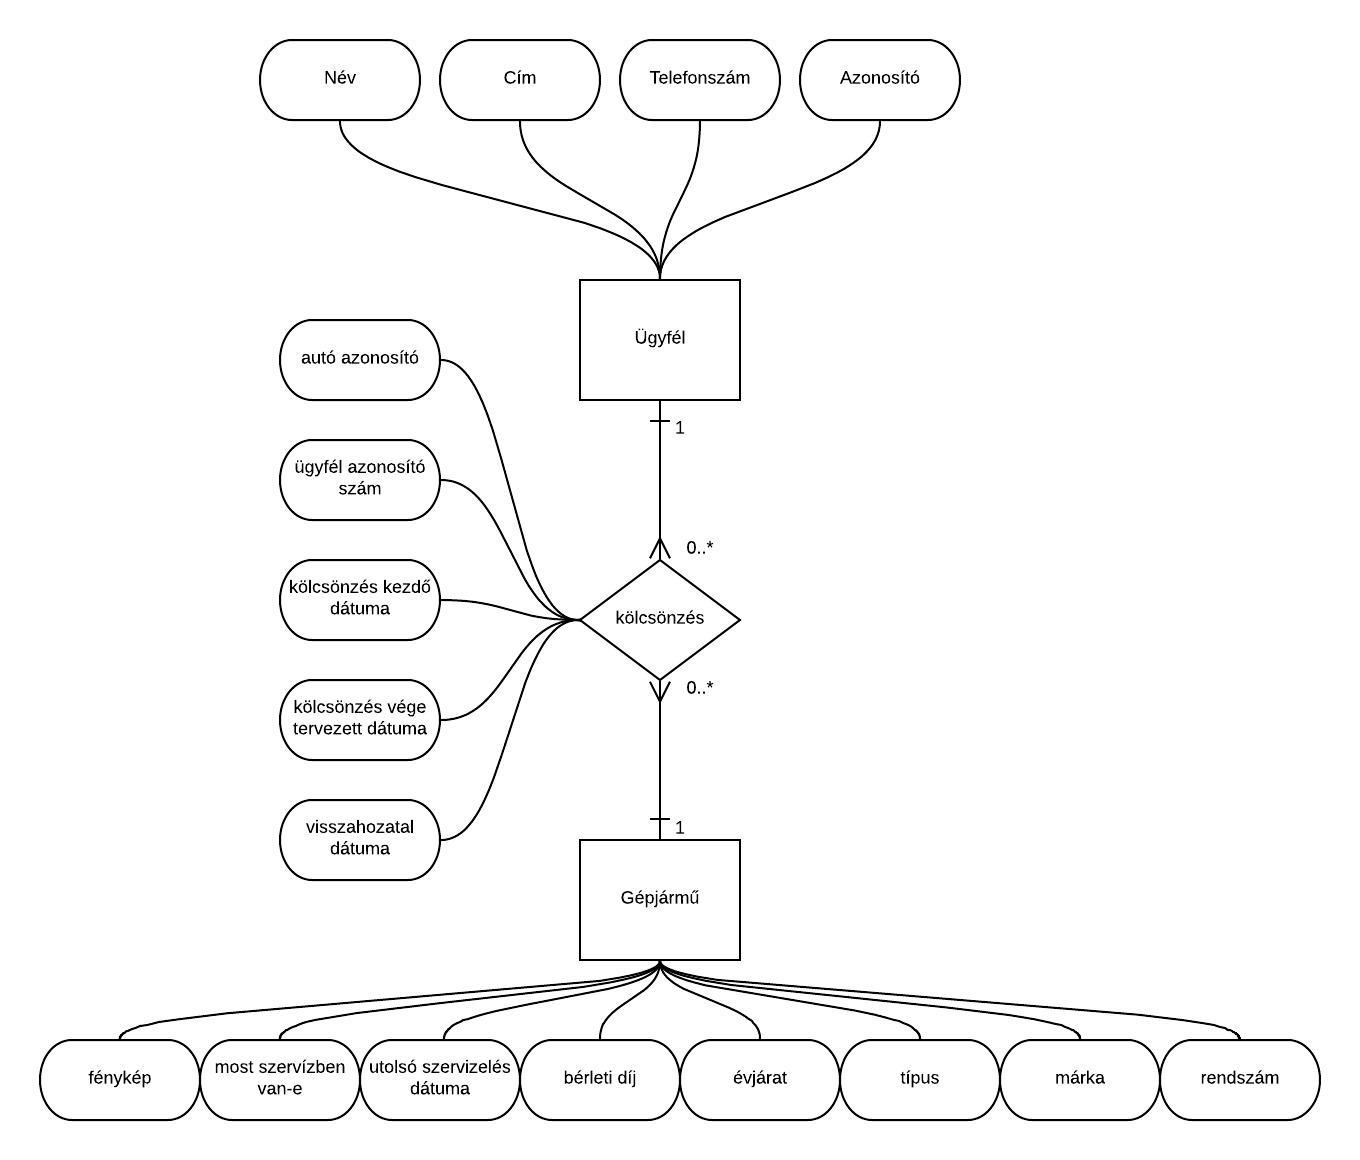 Név
Cím
Telefonszám
Azonosító
Ügyfél
autó azonosító
1
ügyfél azonosító
szám
0..*
kölcsönzés kezdő
dátuma
kölcsönzés
0..*
kölcsönzés vége
tervezett dátuma
visszahozatal
dátuma
1
Gépjármű
fénykép
most szervízben
van-e
utolsó szervizelés
dátuma
bérleti díj
évjárat
típus
márka
rendszám